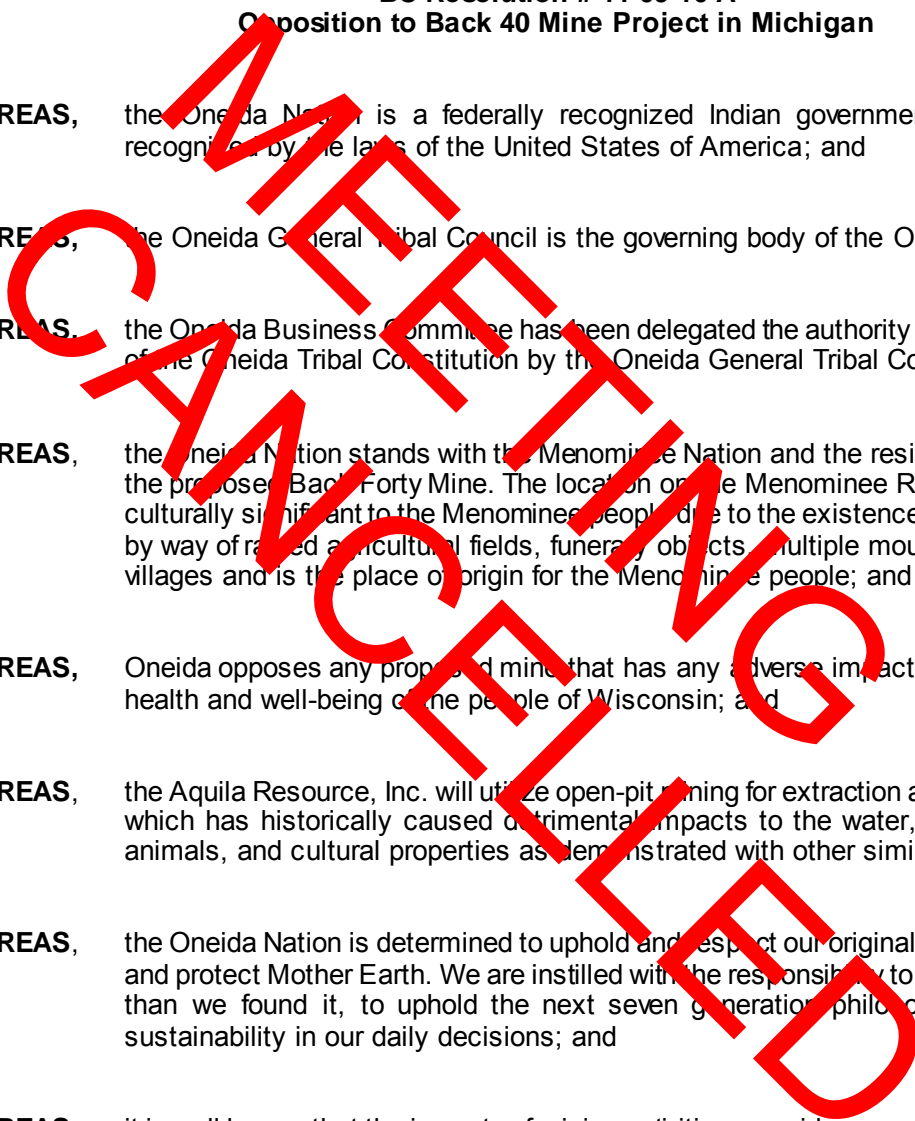 Opposition to Back 40 Mine Project in Michigan
REAS, the Oneida Nation is a federally recognized Indian governme
recognized by the laws of the United States of America; and
REAS, the Oneida General Tribal Council is the governing body of the O
REAS, the Oneida Business Committee has been delegated the authority
of the Oneida Tribal Constitution by the Oneida General Tribal Co
REAS, the Oneida Nation stands with the Menominee Nation and the resi
the proposed Back Forty Mine. The location on the Menominee R
culturally significant to the Menominee people due to the existence
by way of raised agricultural fields, funerary objects, multiple mou
villages and is the place of origin for the Menominee people; and
REAS, Oneida opposes any proposed mine that has any adverse impact
health and well-being of the people of Wisconsin; and
REAS, the Aquila Resource, Inc. will utilize open-pit mining for extraction a
which has historically caused detrimental impacts to the water,
animals, and cultural properties as demonstrated with other simi
REAS, the Oneida Nation is determined to uphold and respect our original
and protect Mother Earth. We are instilled with the responsibility to
than we found it, to uphold the next seven generation philo
sustainability in our daily decisions; and
MEETING
CANCELLED